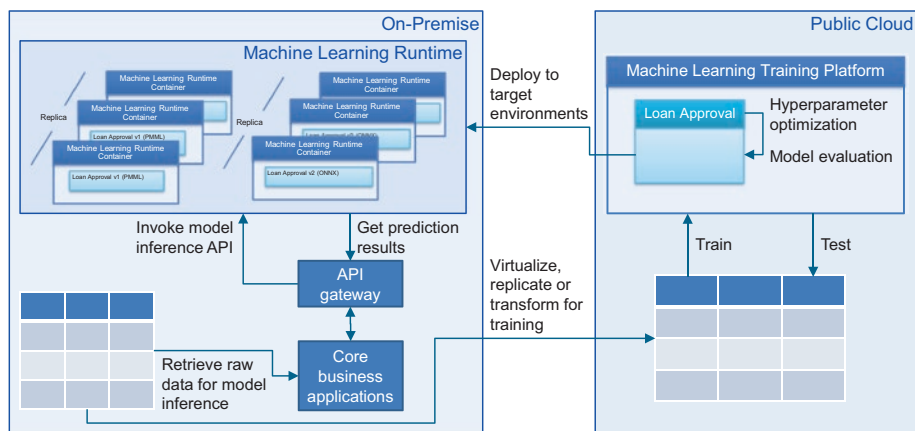 On-Premise
Machine Learning Runtime
Machine Learning Runtime
Container
Replica
Machine Learning Runtime
Container
Loan Approval v1 (PMML)
Machine Learning Runtime
Container
Loan Approval v1 (PMML)
Machine Learning Runtime
Container
Replica
Machine Learning Runtime
Container
Machine Learning Runtime
Container
Loan Approval v2 (ONNX)
Invoke model
inference API
Get prediction
results
API
gateway
Core
business
applications
Retrieve raw
data for model
inference
Deploy to
target
environments
Virtualize,
replicate or
transform for
training
Public Cloud
Machine Learning Training Platform
Loan Approval
Hyperparameter
optimization
Model evaluation
Train
Test